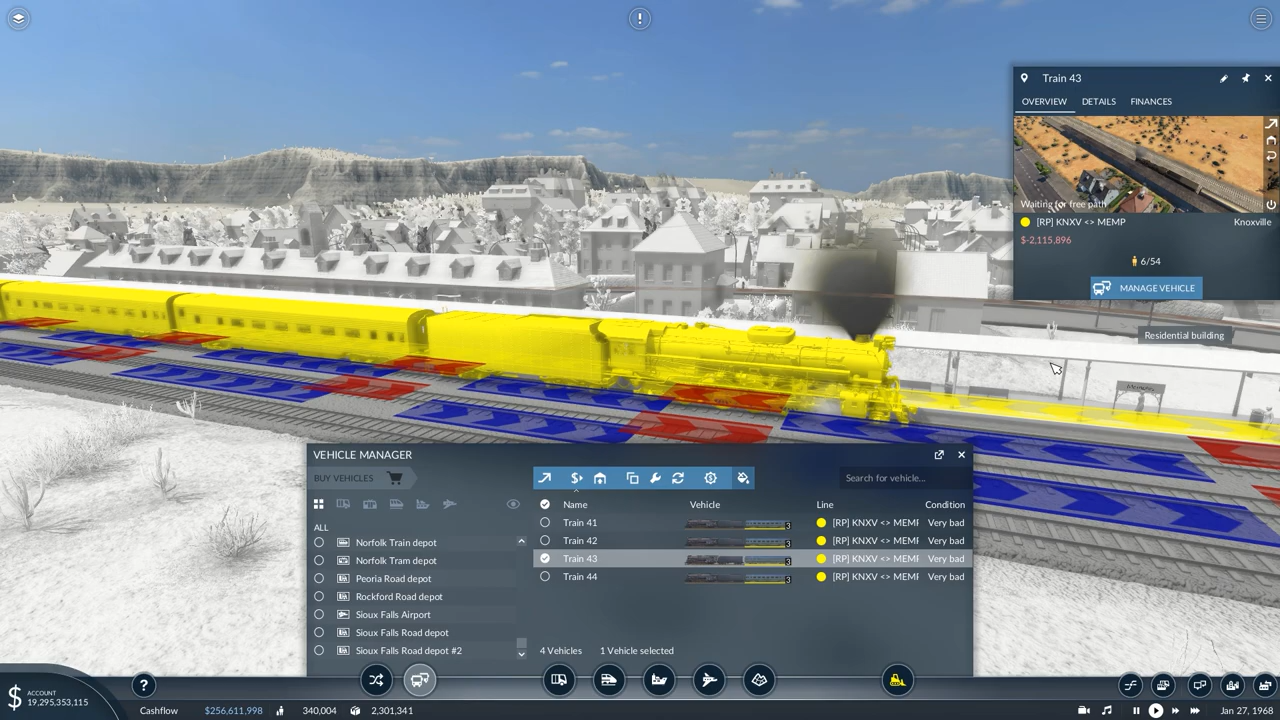 Train 43
OVERVIEW DETAILS FINANCES
Waiting for free path
[RP] KNXV <> MEMP Knoxville
$-2,115,896
6/54
MANAGE VEHICLE
Residential building
Memphis
VEHICLE MANAGER
BUY VEHICLES
Search for vehicle...
Name Vehicle Line Condition
ALL
Train 41 3 [RP] KNXV <> MEMF Very bad
Train 42 3 [RP] KNXV <> MEMF Very bad
Train 43 3 [RP] KNXV <> MEMF Very bad
Train 44 3 [RP] KNXV <> MEMF Very bad
Norfolk Train depot
Norfolk Tram depot
Peoria Road depot
Rockford Road depot
Sioux Falls Airport
Sioux Falls Road depot
Sioux Falls Road depot #2
4 Vehicles 1 Vehicle selected
ACCOUNT
$ 19,295,353,115
?
Cashflow $256,611,998 340,004 2,301,341
Jan 27, 1968